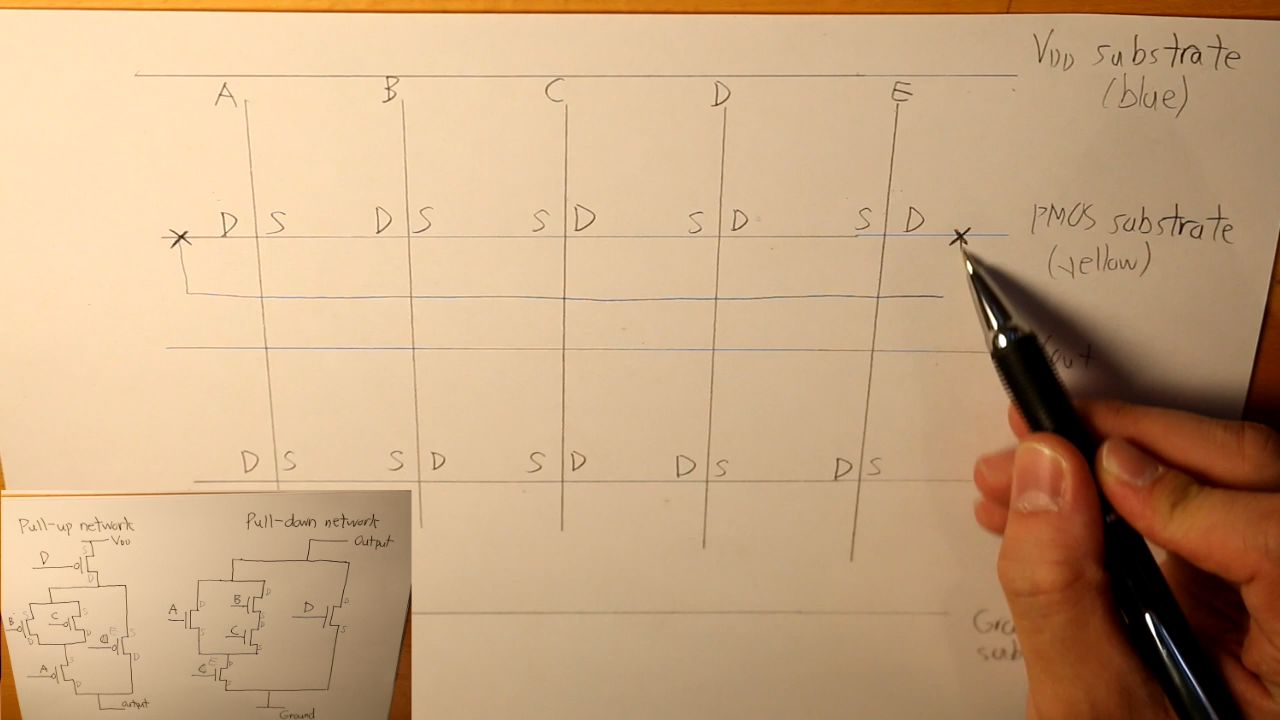 VDD substrate
(blue)
A B C D E
D S D S S D S D S D
PMOS substrate
(yellow)
D S S D S D D S D S
Pull-up network
VDD
S
D
D
S S
B C
D D
E
S
D
A
S
D
output
Pull-down network
Output
A
D
S
B
D
S
C
D
S
D
D
S
E
D
S
Ground